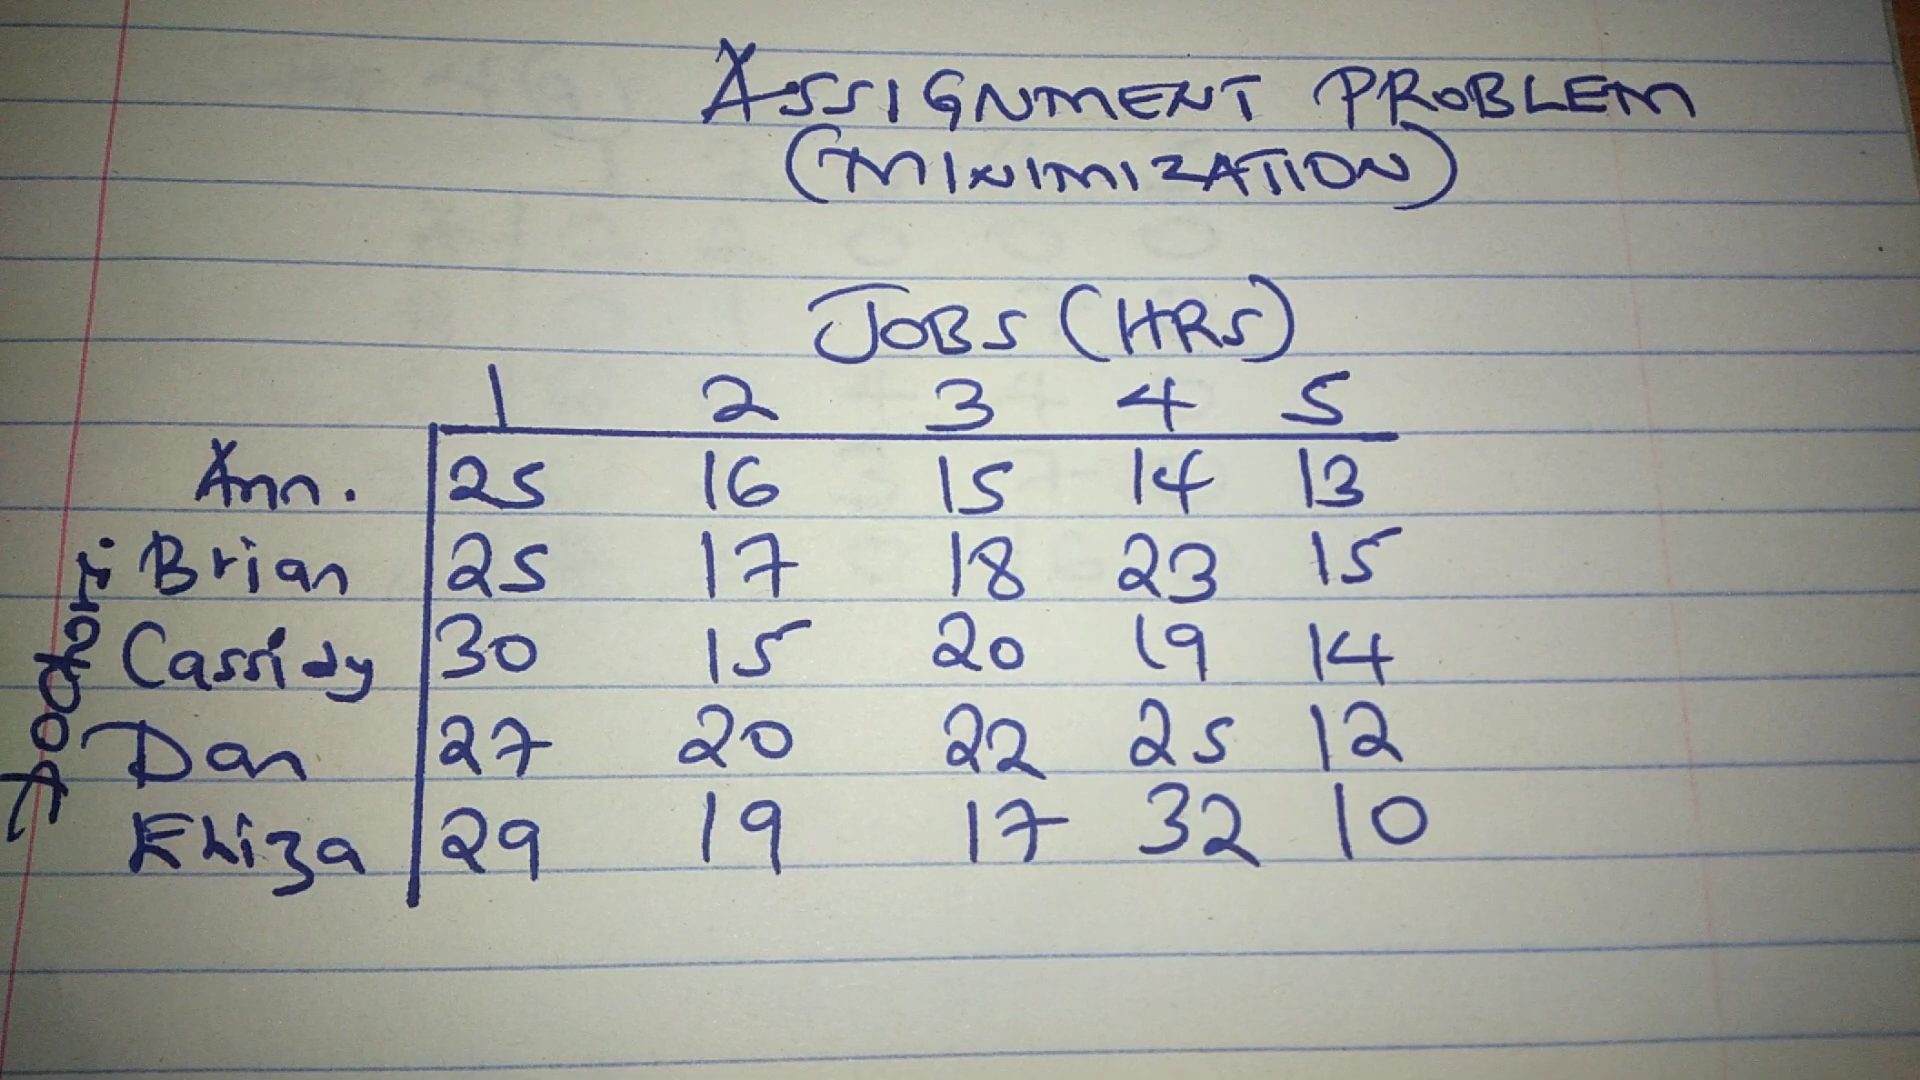 ASSIGNMENT PROBLEM
(MINIMIZATION)
JOBS (HRS)
1 2 3 4 5
Ann. 25 16 15 14 13
Brian 25 17 18 23 15
Cassidy 30 15 20 19 14
Dan 27 20 22 25 12
Eliza 29 19 17 32 10